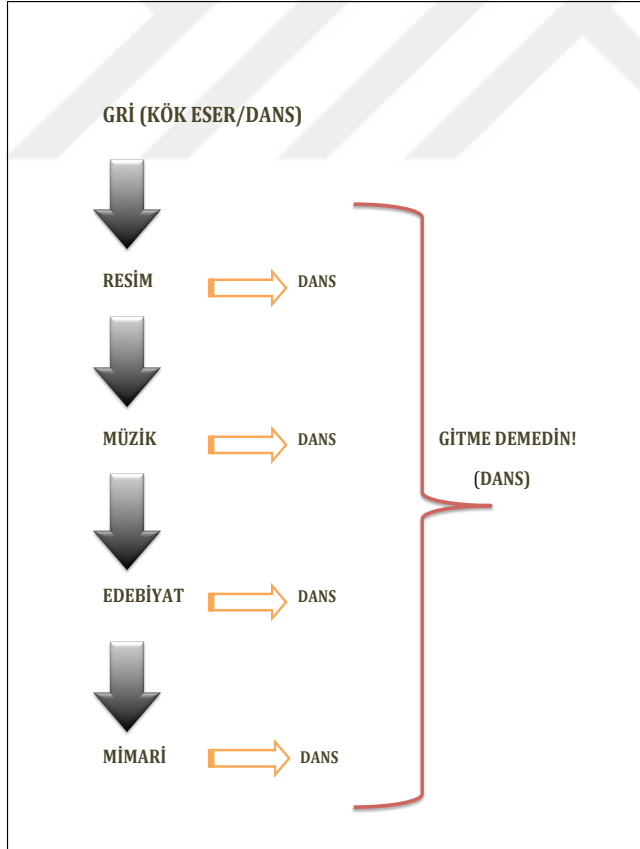 GRİ (KÖK ESER/DANS)
RESİM
DANS
MÜZİK
DANS
GİTME DEMEDİN!
(DANS)
EDEBİYAT
DANS
MİMARİ
DANS